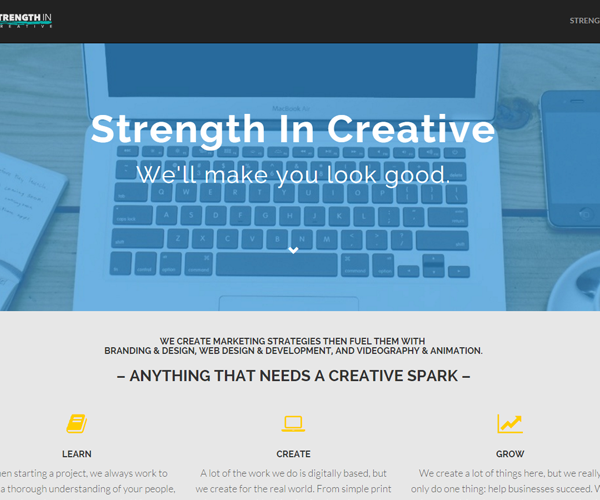 STRENGTH IN
CREATIVE
STRENG
MacBook Air
Strength In Creative
We'll make you look good.
WE CREATE MARKETING STRATEGIES THEN FUEL THEM WITH
BRANDING & DESIGN, WEB DESIGN & DEVELOPMENT, AND VIDEOGRAPHY & ANIMATION.
– ANYTHING THAT NEEDS A CREATIVE SPARK –
LEARN
CREATE
GROW
hen starting a project, we always work to
a thorough understanding of your people,
A lot of the work we do is digitally based, but
we create for the real world. From simple print
We create a lot of things here, but we really
only do one thing: help businesses succeed. W